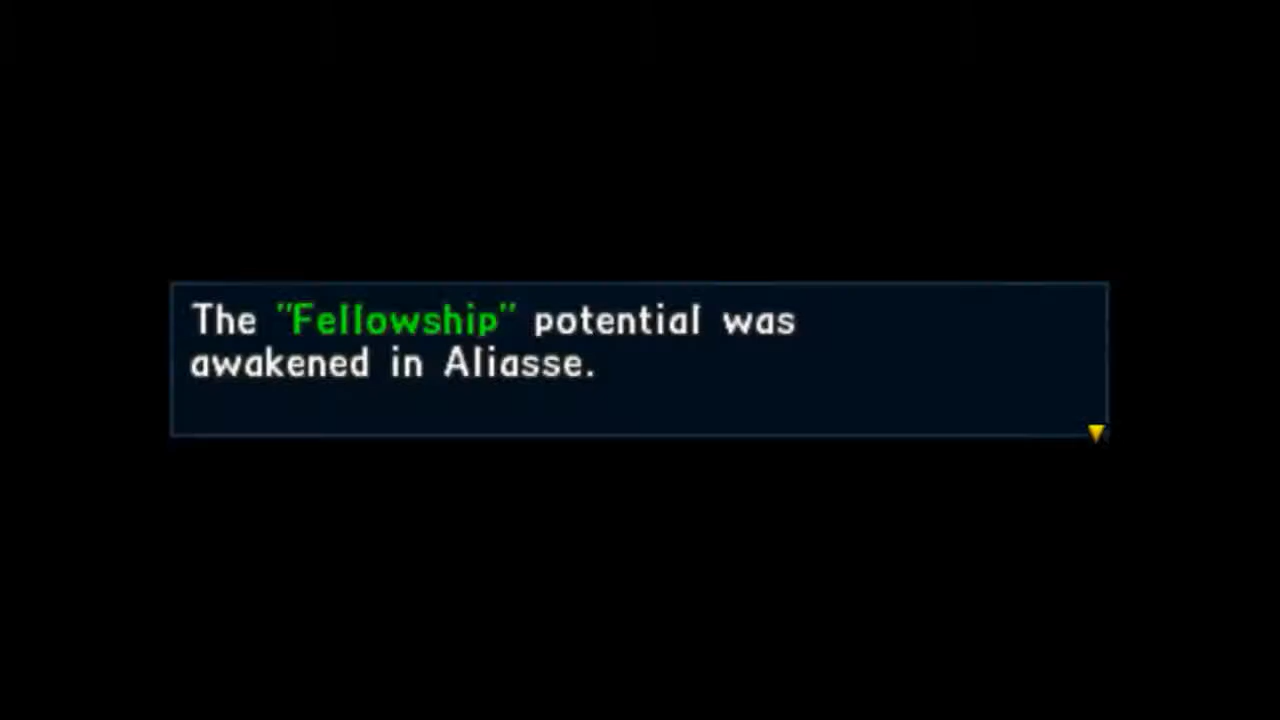 The "Fellowship" potential was
awakened in Aliasse.